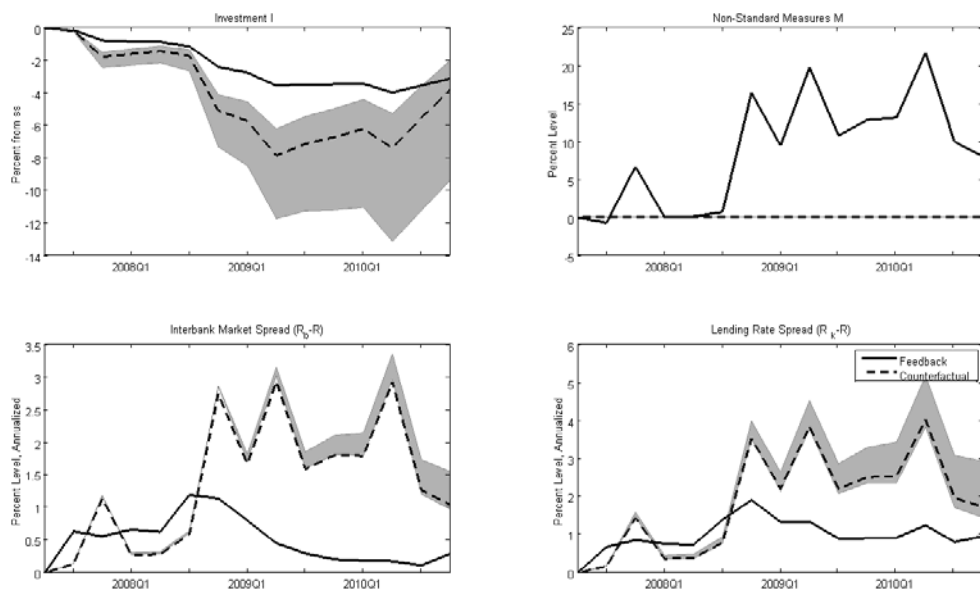 Investment I
Percent from ss
0
-2
-4
-6
-8
-10
-12
-14
2008Q1 2009Q1 2010Q1
Non-Standard Measures M
Percent Level
25
20
15
10
5
0
-5
2008Q1 2009Q1 2010Q1
Interbank Market Spread (R_b-R)
Percent Level, Annualized
3.5
3
2.5
2
1.5
1
0.5
0
2008Q1 2009Q1 2010Q1
Lending Rate Spread (R_k-R)
Percent Level, Annualized
6
5
4
3
2
1
0
Feedback
Counterfactual
2008Q1 2009Q1 2010Q1